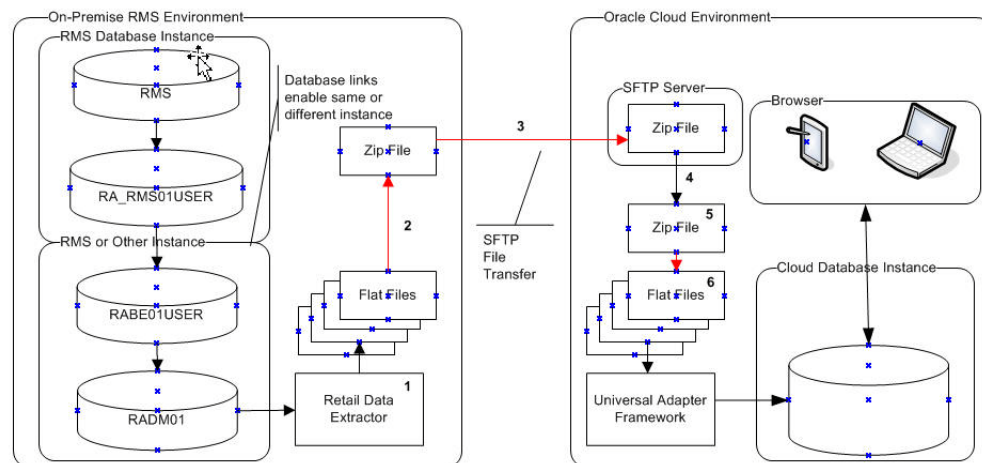 On-Premise RMS Environment
RMS Database Instance
RMS
RA_RMS01USER
Database links
enable same or
different instance
RMS or Other Instance
RABE01USER
RADM01
Zip File
2
Flat Files
1
Retail Data
Extractor
3
SFTP
File
Transfer
Oracle Cloud Environment
SFTP Server
Zip File
4
5
Zip File
6
Flat Files
Universal Adapter
Framework
Browser
Cloud Database Instance